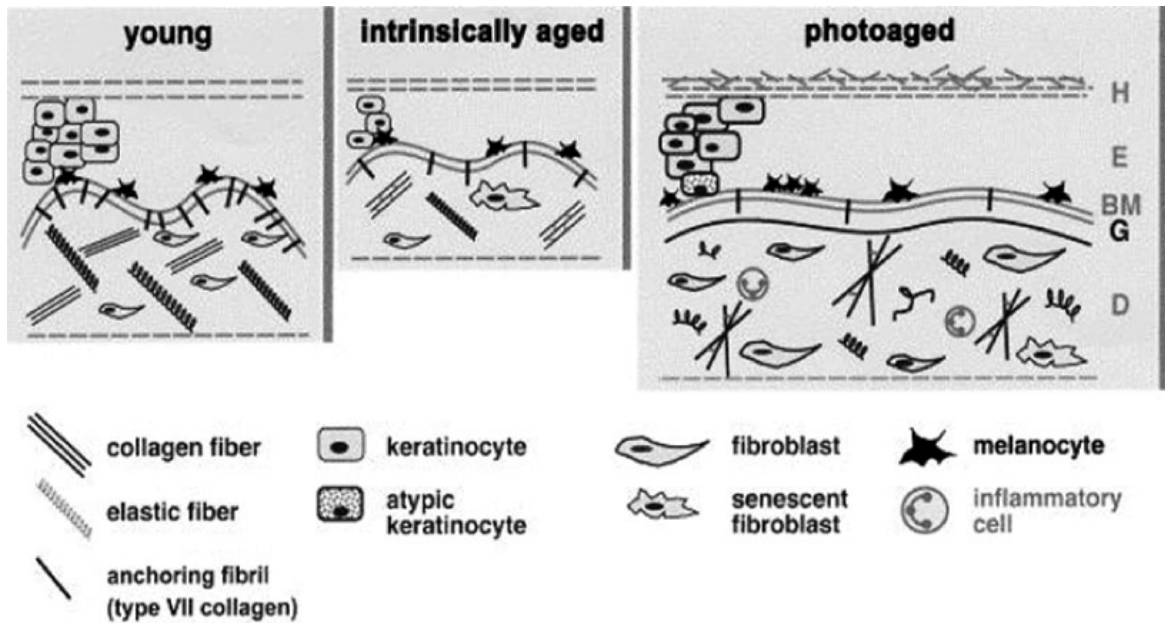 young
intrinsically aged
photoaged
H
E
BM
G
D
collagen fiber
keratinocyte
fibroblast
melanocyte
elastic fiber
atypic
keratinocyte
senescent
fibroblast
inflammatory
cell
anchoring fibril
(type VII collagen)